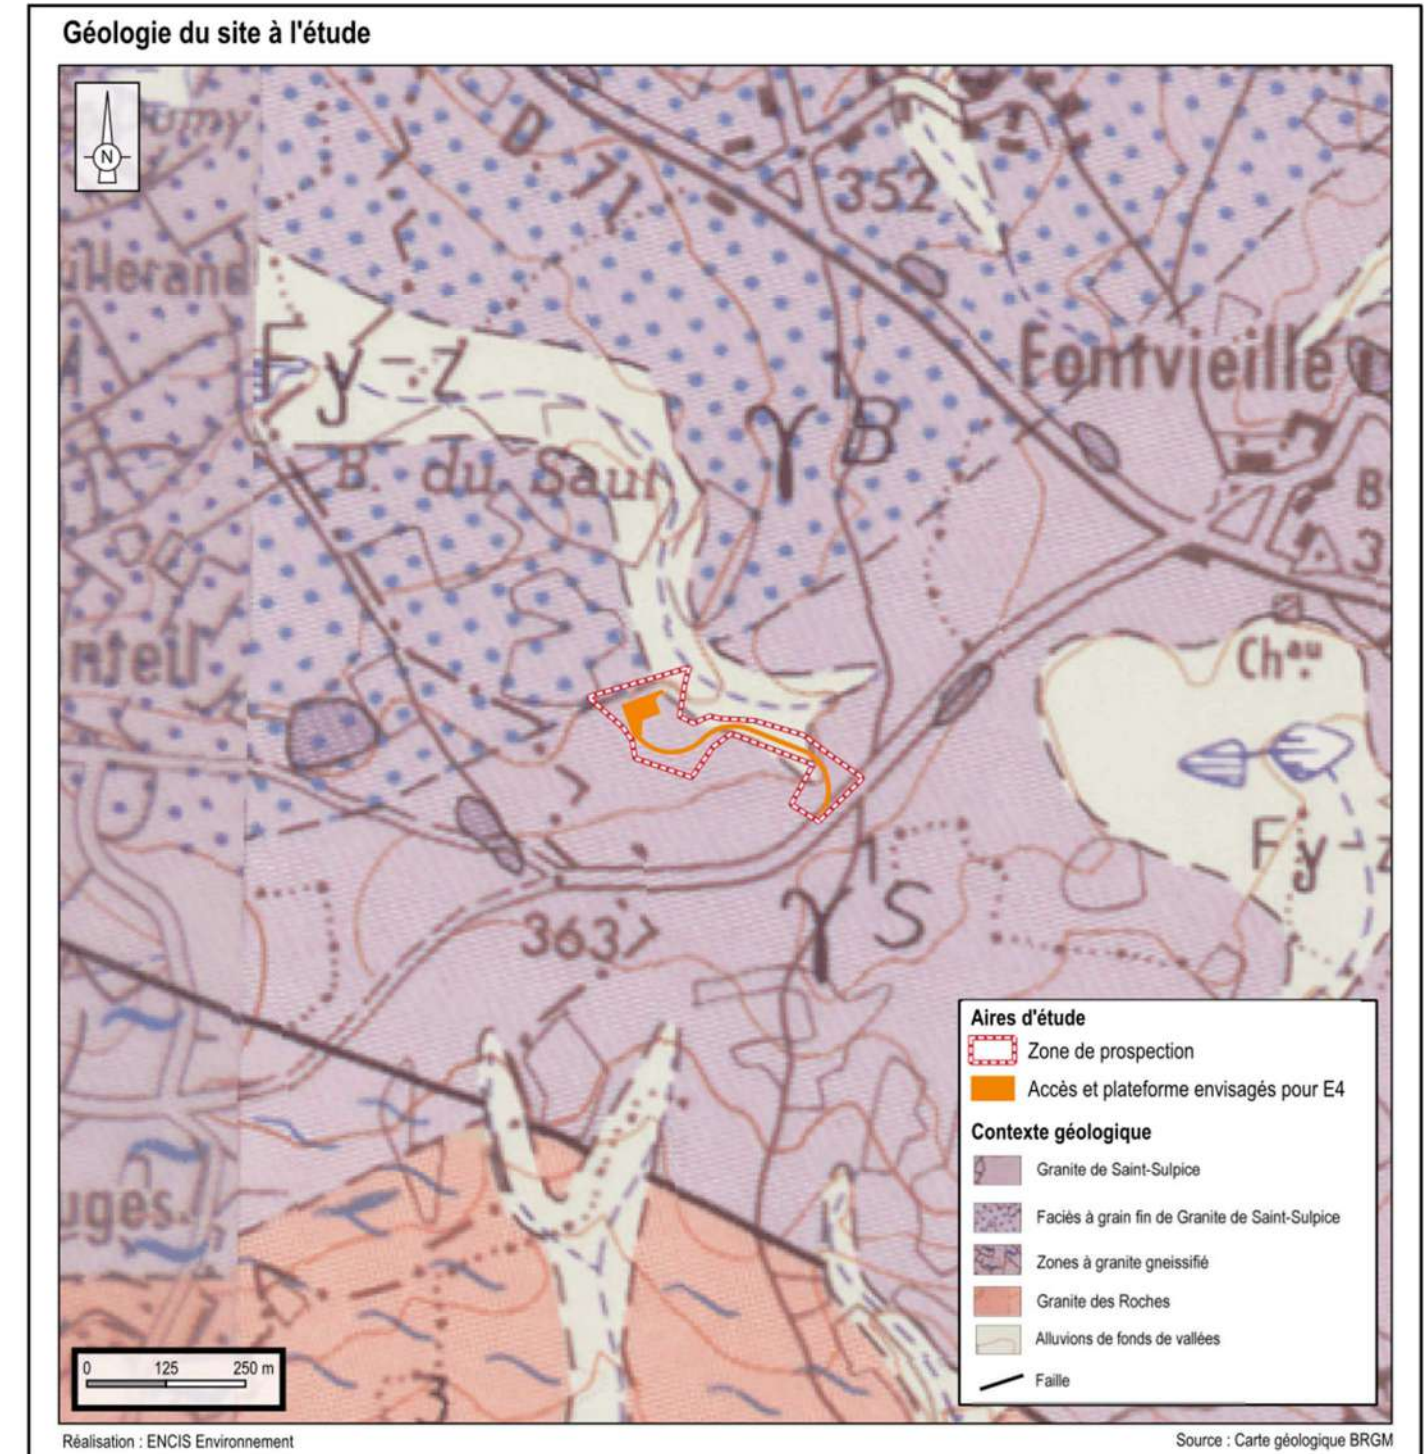 Géologie du site à l'étude
N
D 71
352
Fy-z
Fontvieille
γ1B
B. du Saut
B
3
Chau.
Fy-z
γ1S
363
3
Aires d'étude
Zone de prospection
Accès et plateforme envisagés pour E4
Contexte géologique
Granite de Saint-Sulpice
Faciès à grain fin de Granite de Saint-Sulpice
Zones à granite gneissifié
Granite des Roches
Alluvions de fonds de vallées
Faille
0 125 250 m
Réalisation : ENCIS Environnement
Source : Carte géologique BRGM